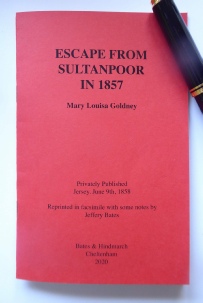 ESCAPE FROM
SULTANPOOR
IN 1857
Mary Louisa Goldney
Privately Published
Jersey, June 9th, 1858
Reprinted in facsimile with some notes by
Jeffery Bates
Bates & Hindmarch
Cheltenham
2020